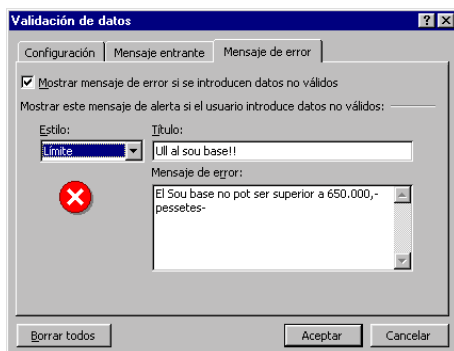 Validación de datos
Configuración Mensaje entrante Mensaje de error
Mostrar mensaje de error si se introducen datos no válidos
Mostrar este mensaje de alerta si el usuario introduce datos no válidos:
Estilo: Título:
Límite Ull al sou base!!
Mensaje de error:
El Sou base no pot ser superior a 650.000,-
pessetes-
Borrar todos Aceptar Cancelar